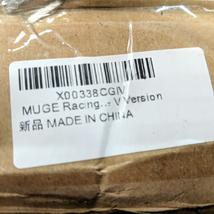 X00338CGIV
MUGE Racing... V Version
新品 MADE IN CHINA